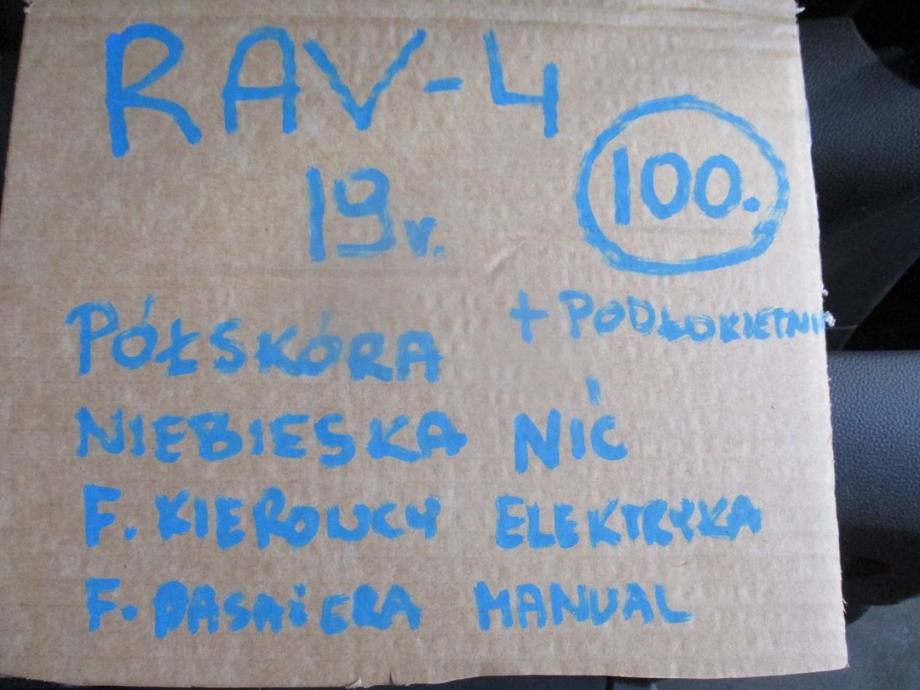 RAV-4
19r.
100.
+ PODŁOKIETNIK
PÓŁSKÓRA
NIEBIESKA NIĆ
F. KIEROWCY ELEKTRYKA
F. PASAŻERA MANUAL